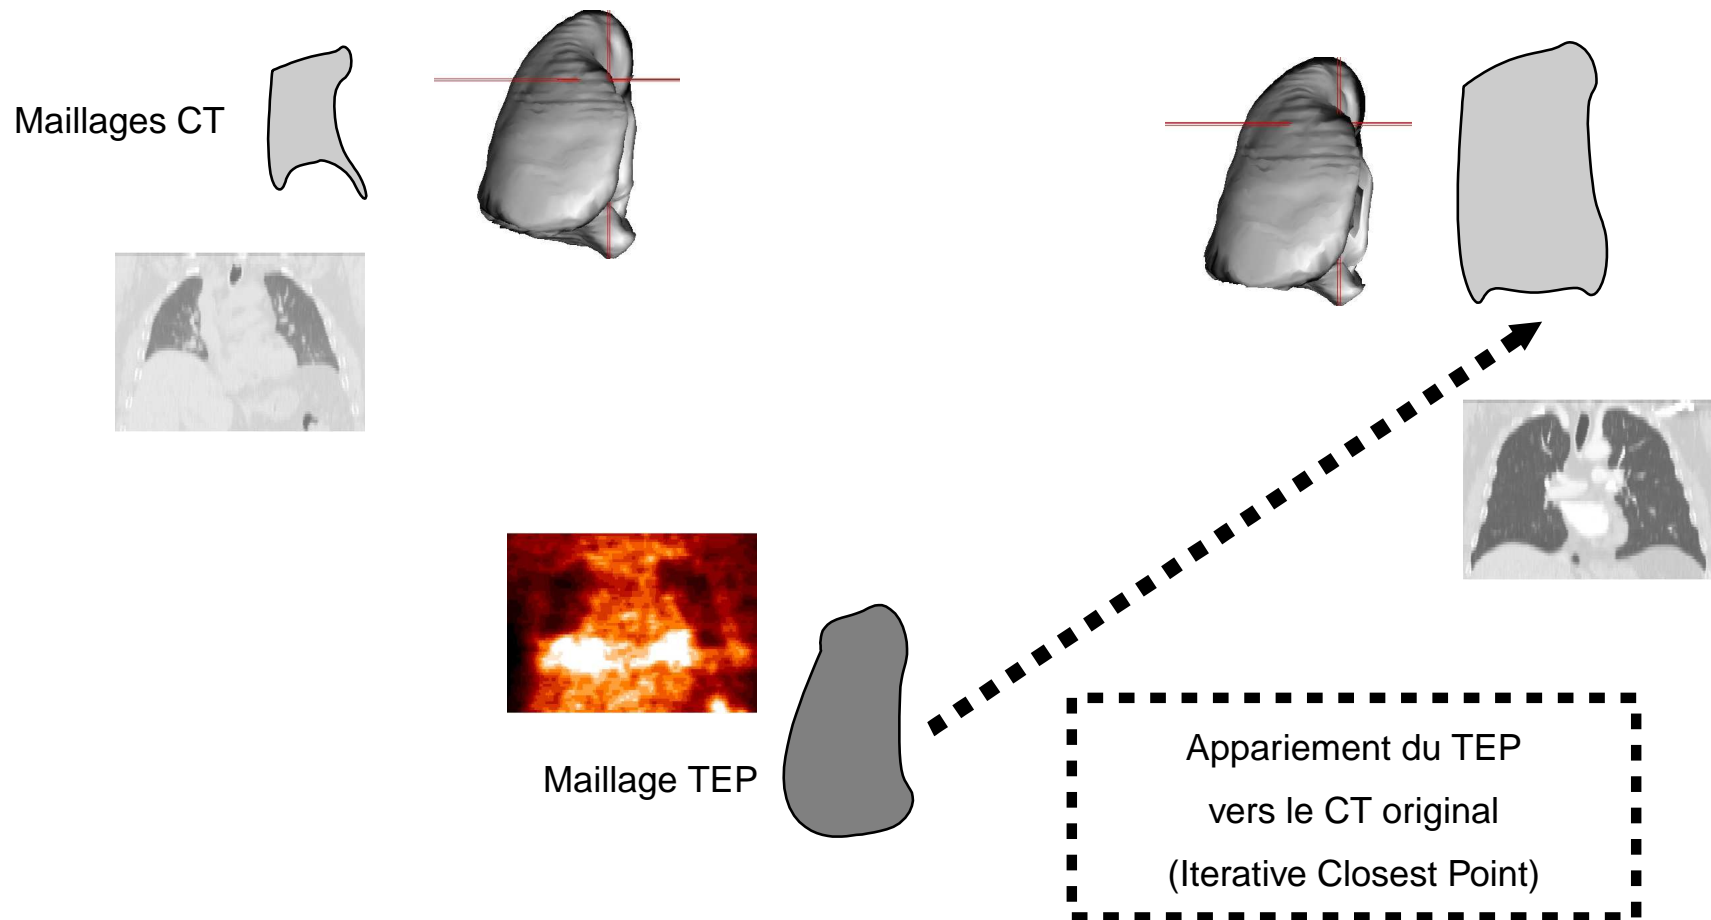 Maillages CT
Maillage TEP
Appariement du TEP
vers le CT original
(Iterative Closest Point)